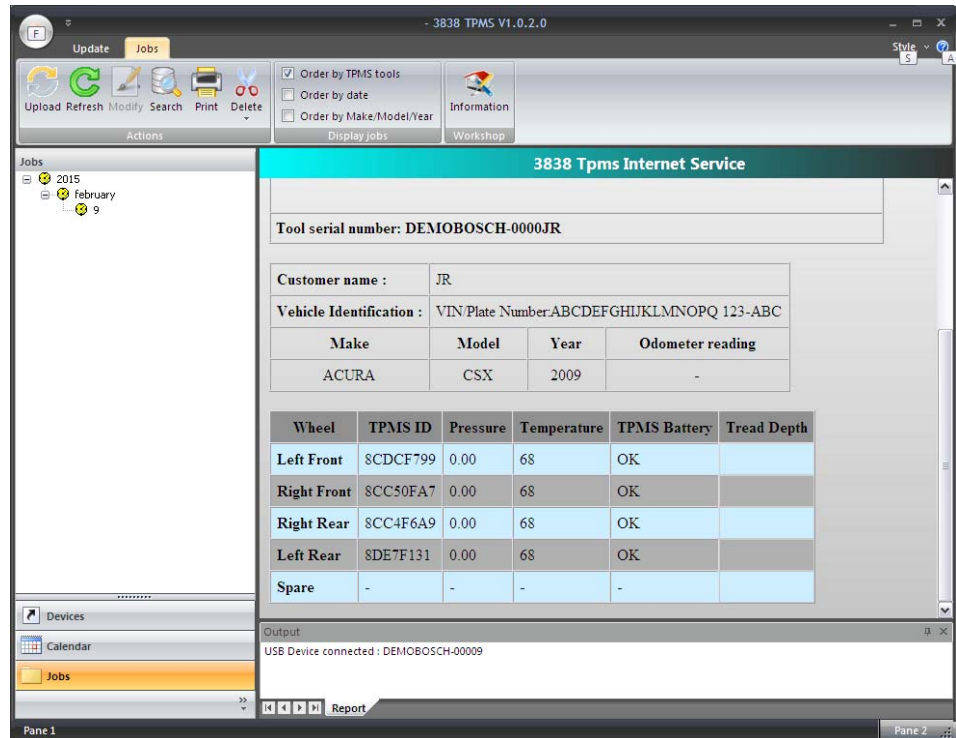 - 3838 TPMS V1.0.2.0
F
Update Jobs Style
S A
Upload Refresh Modify Search Print Delete
Actions
Order by TPMS tools
Order by date
Order by Make/Model/Year
Display jobs
Information
Workshop
Jobs
2015
february
9
3838 Tpms Internet Service
Tool serial number: DEMOBOSCH-0000JR
Customer name : JR
Vehicle Identification : VIN/Plate Number:ABCDEFGHIJKLMNOPQ 123-ABC
Make Model Year Odometer reading
ACURA CSX 2009 -
Wheel TPMS ID Pressure Temperature TPMS Battery Tread Depth
Left Front 8CDCF799 0.00 68 OK
Right Front 8CC50FA7 0.00 68 OK
Right Rear 8CC4F6A9 0.00 68 OK
Left Rear 8DE7F131 0.00 68 OK
Spare - - - -
Devices
Calendar
Jobs
Output
USB Device connected : DEMOBOSCH-00009
Report
Pane 1 Pane 2